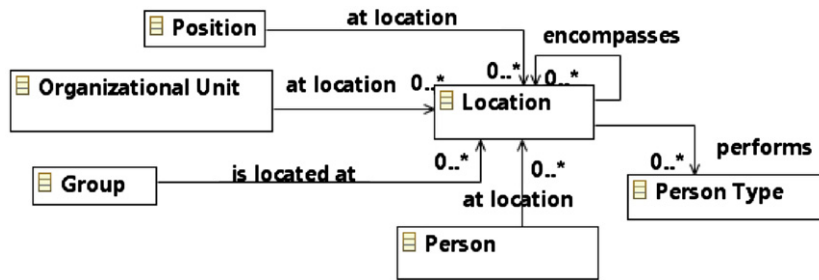 at location
Position
encompasses
0..*
0..*
Organizational Unit
at location
0..*
Location
performs
0..*
0..*
0..*
Group
is located at
Person Type
at location
Person